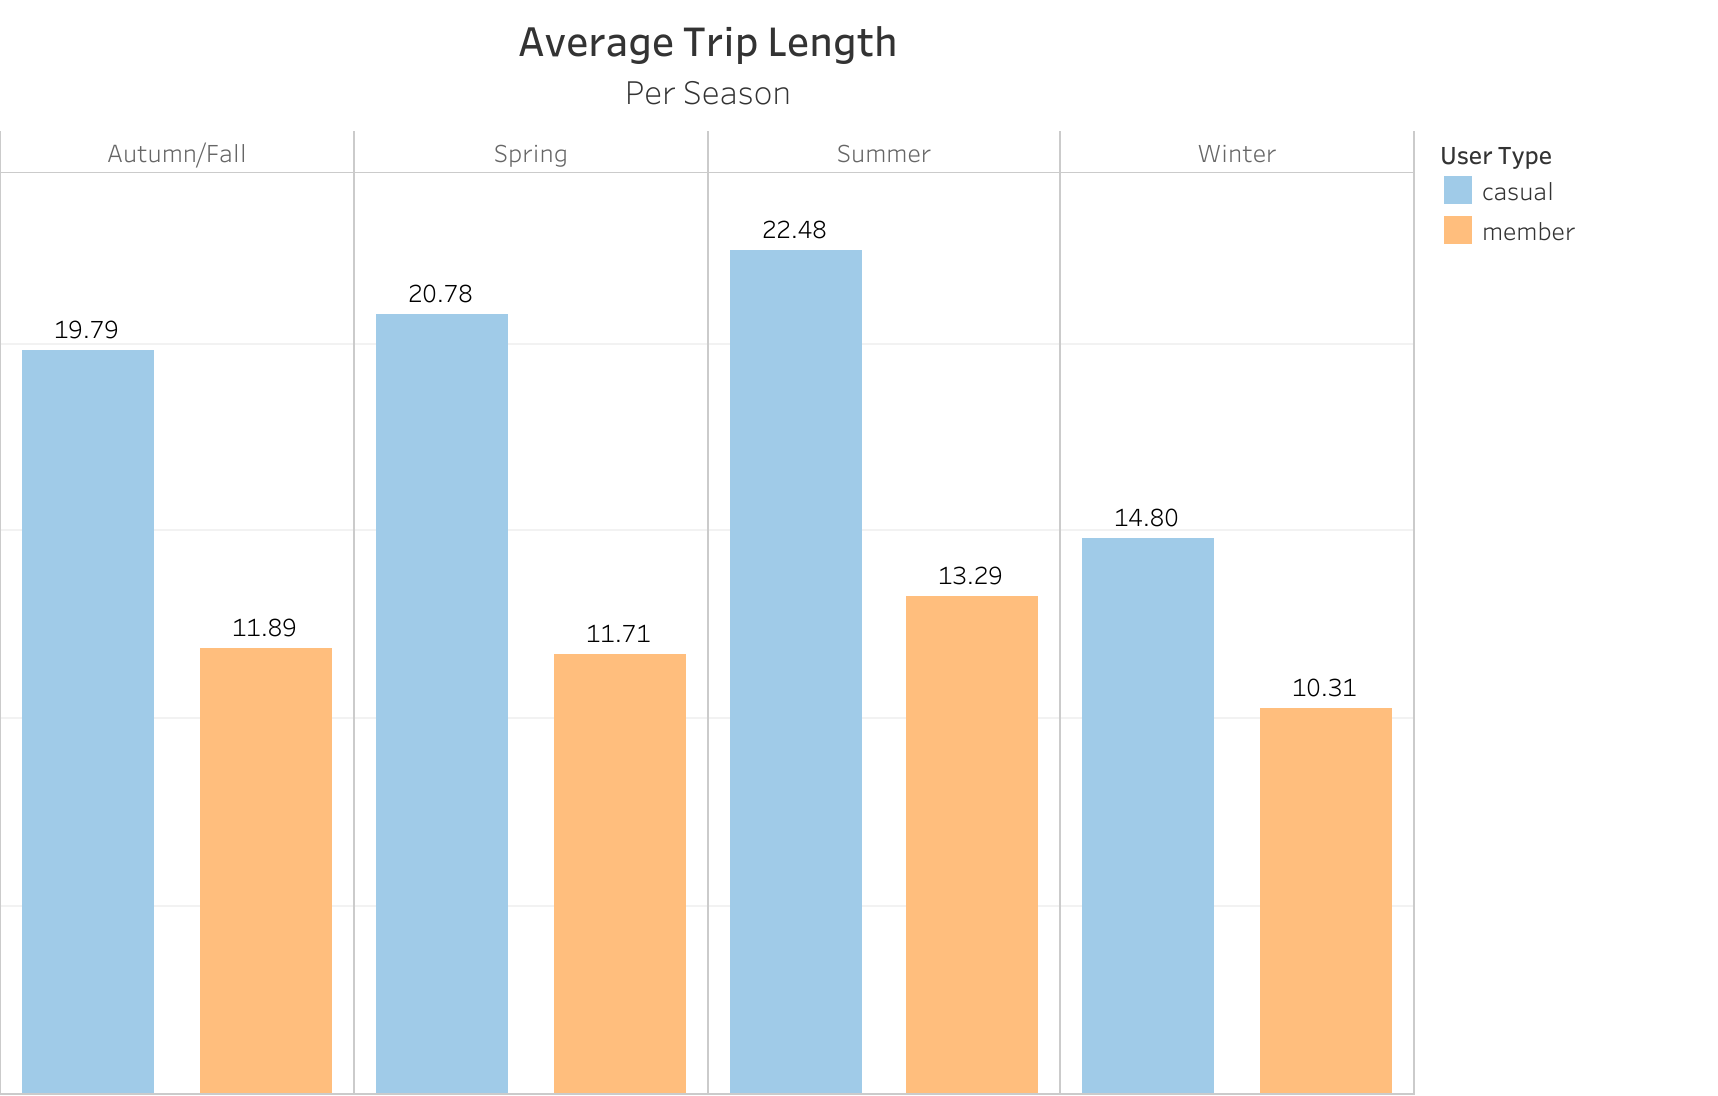 Average Trip Length
Per Season
Autumn/Fall Spring Summer Winter
User Type
casual
member
22.48
20.78
19.79
14.80
13.29
11.89
11.71
10.31